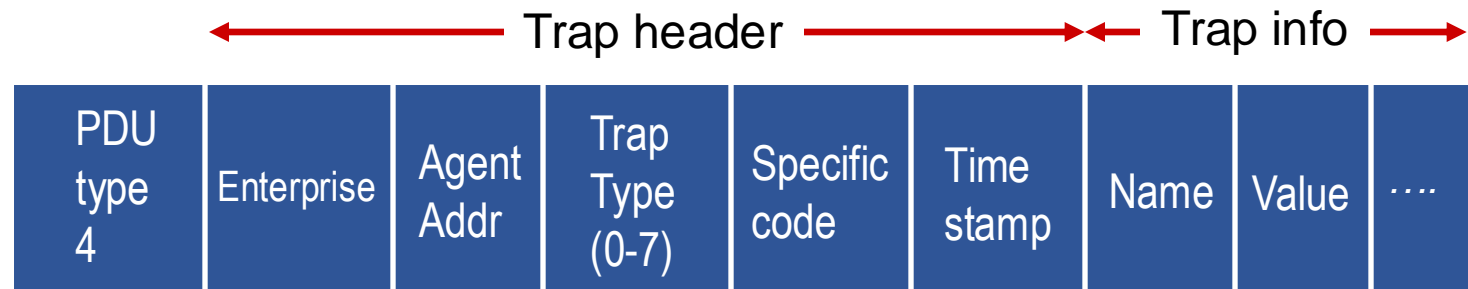 Trap header
Trap info
PDU
type
4
Enterprise
Agent
Addr
Trap
Type
(0-7)
Specific
code
Time
stamp
Name
Value
....